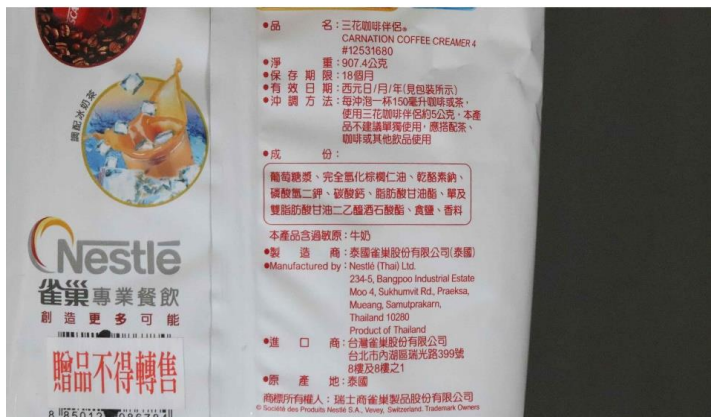 調配冰奶茶
Nestlé
雀巢專業餐飲
創造更多可能
贈品不得轉售
●品名：三花咖啡伴侶。
CARNATION COFFEE CREAMER 4
#12531680
●淨重：907.4公克
●保存期限：18個月
●有效日期：西元日/月/年(見包裝所示)
●沖調方法：每沖泡一杯150毫升咖啡或茶，
使用三花咖啡伴侶約5公克，本產
品不建議單獨使用，應搭配茶、
咖啡或其他飲品使用
●成份：
葡萄糖漿、完全氫化棕櫚仁油、乾酪素鈉、
磷酸氫二鉀、碳酸鈣、脂肪酸甘油酯、單及
雙脂肪酸甘油二乙醯酒石酸酯、食鹽、香料
本產品含過敏原：牛奶
●製造商：泰國雀巢股份有限公司(泰國)
●Manufactured by：Nestlé (Thai) Ltd.
234-5, Bangpoo Industrial Estate
Moo 4, Sukhumvit Rd., Praeksa,
Mueang, Samutprakarn,
Thailand 10280
Product of Thailand
●進口商：台灣雀巢股份有限公司
台北市內湖區瑞光路399號
8樓及8樓之1
●原產地：泰國
商標所有權人：瑞士商雀巢製品股份有限公司
© Société des Produits Nestlé S.A., Vevey, Switzerland. Trademark Owners